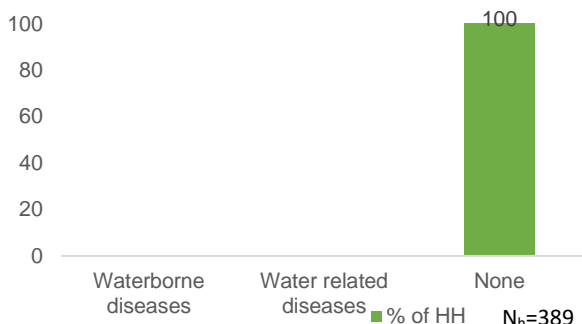 100
100
80
60
40
20
0
Waterborne
diseases
Water related
diseases
None
% of HH
Nh=389